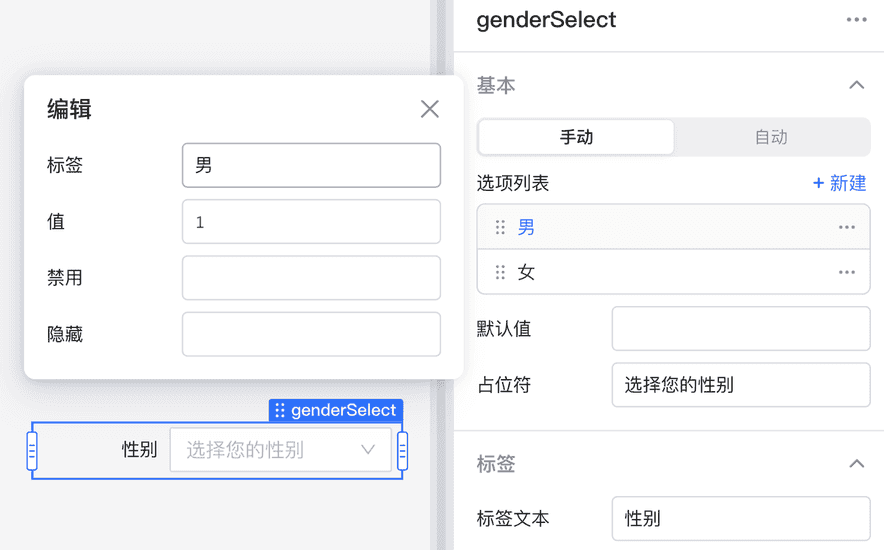 genderSelect
基本
手动 自动
选项列表 + 新建
男
女
默认值
占位符 选择您的性别
标签
标签文本 性别
编辑
标签 男
值 1
禁用
隐藏
genderSelect
性别 选择您的性别